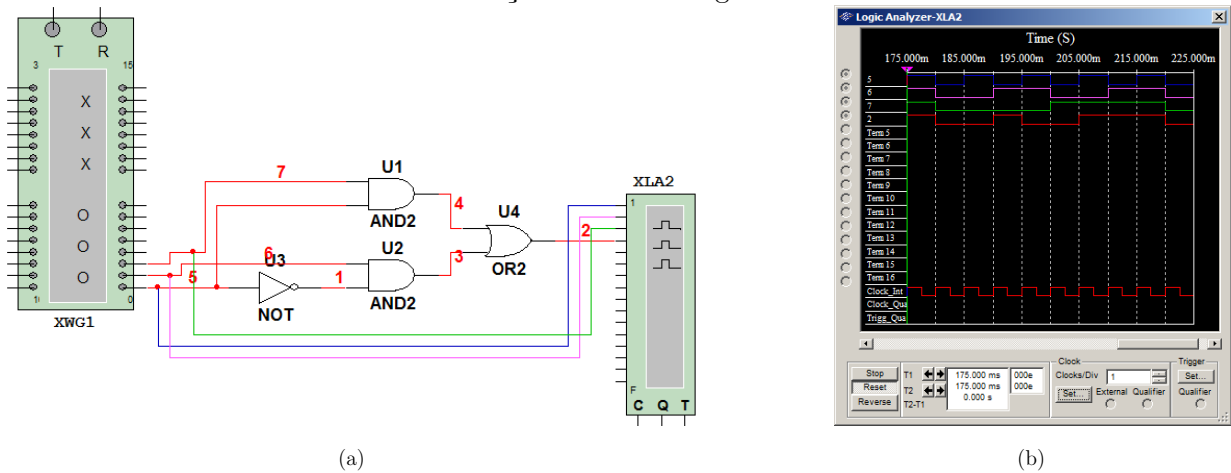 T R
3 15
X
X
X
O
O
O
0
XWG1
7
6
5
1
4
3
2
U1
AND2
U2
AND2
U3
NOT
U4
OR2
XLA2
1
F
C Q T
(a)
Logic Analyzer-XLA2
Time (S)
175.000m 185.000m 195.000m 205.000m 215.000m 225.000m
5
6
7
2
Term 5
Term 6
Term 7
Term 8
Term 9
Term 10
Term 11
Term 12
Term 13
Term 14
Term 15
Term 16
Clock_Int
Clock_Qua
Trigg_Qua
Stop
Reset
Reverse
T1 175.000 ms 000e
T2 175.000 ms 000e
T2-T1 0.000 s
Clock
Clocks/Div 1
Set... External Qualifier
Trigger
Set...
Qualifier
(b)